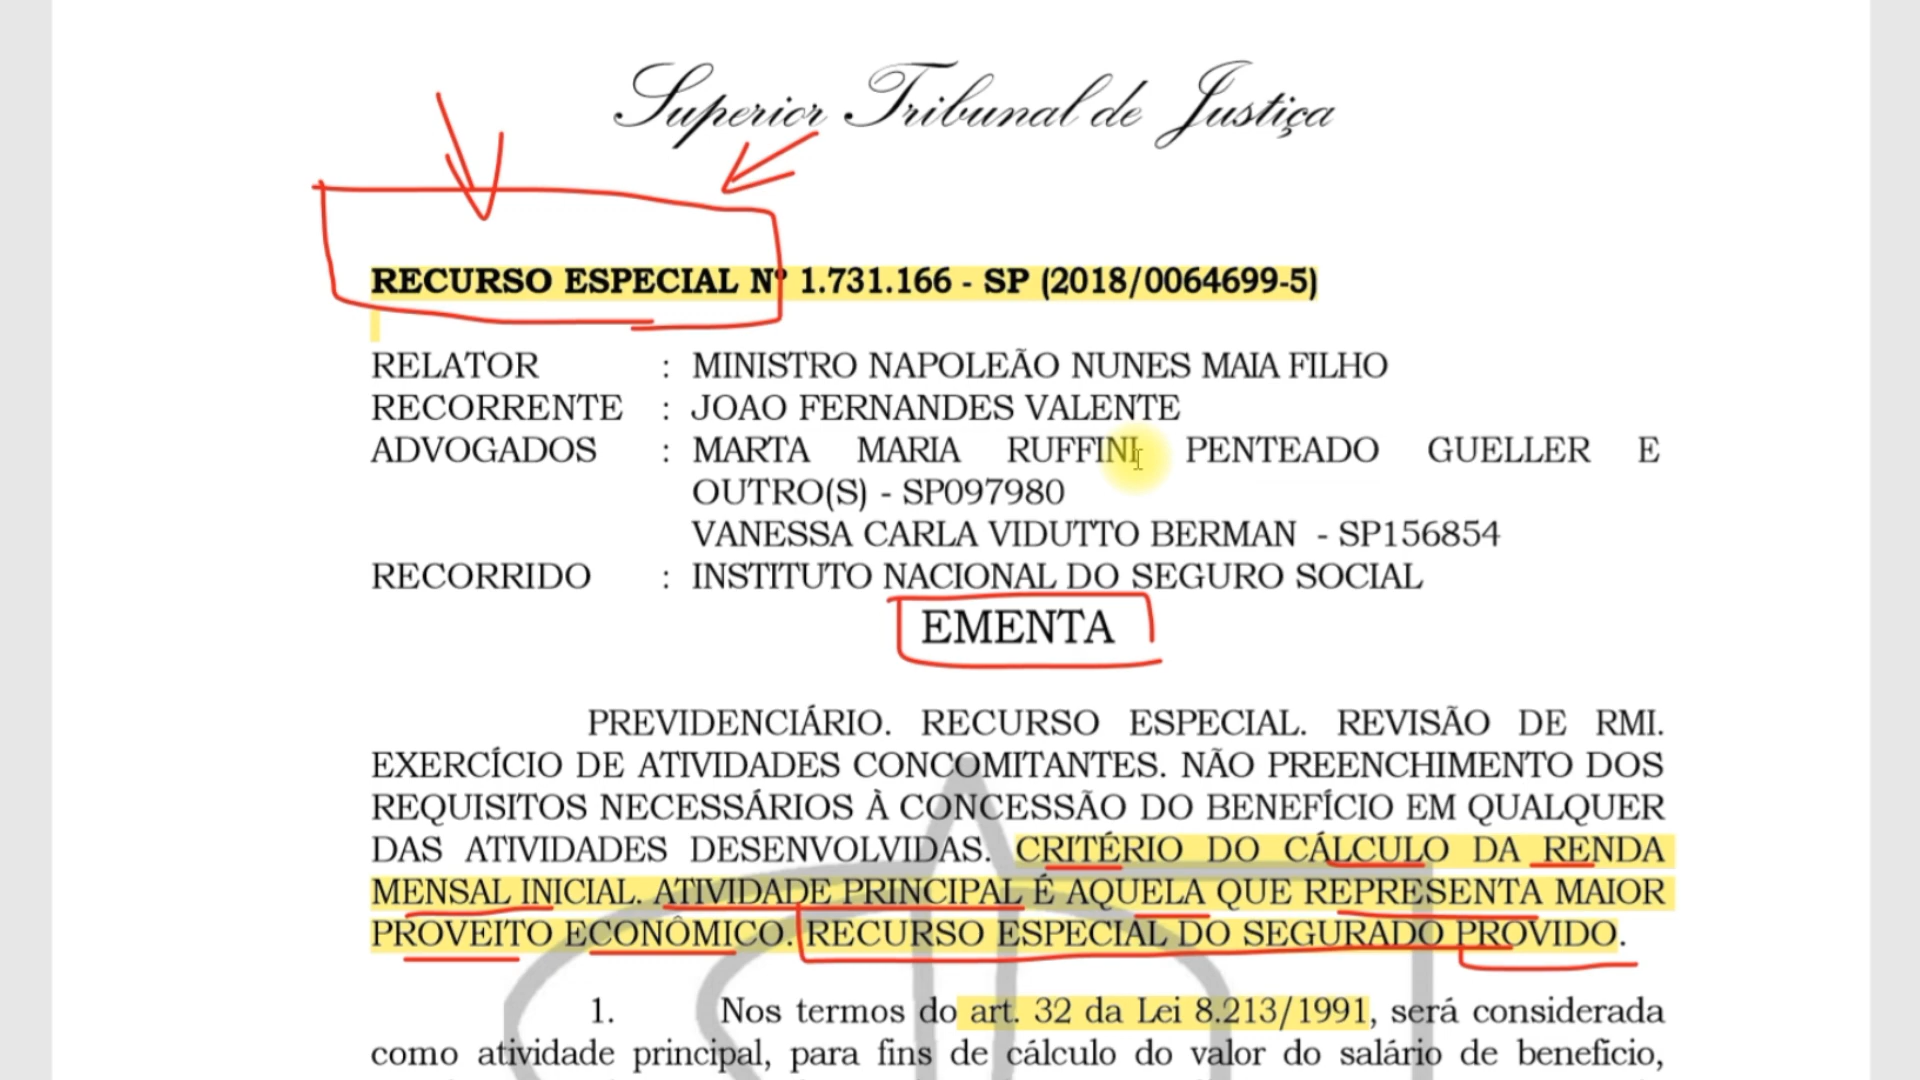 Superior Tribunal de Justiça
RECURSO ESPECIAL Nº 1.731.166 - SP (2018/0064699-5)
RELATOR : MINISTRO NAPOLEÃO NUNES MAIA FILHO
RECORRENTE : JOAO FERNANDES VALENTE
ADVOGADOS : MARTA MARIA RUFFINI PENTEADO GUELLER E
OUTRO(S) - SP097980
VANESSA CARLA VIDUTTO BERMAN - SP156854
RECORRIDO : INSTITUTO NACIONAL DO SEGURO SOCIAL
EMENTA
PREVIDENCIÁRIO. RECURSO ESPECIAL. REVISÃO DE RMI.
EXERCÍCIO DE ATIVIDADES CONCOMITANTES. NÃO PREENCHIMENTO DOS
REQUISITOS NECESSÁRIOS À CONCESSÃO DO BENEFÍCIO EM QUALQUER
DAS ATIVIDADES DESENVOLVIDAS. CRITÉRIO DO CÁLCULO DA RENDA
MENSAL INICIAL. ATIVIDADE PRINCIPAL É AQUELA QUE REPRESENTA MAIOR
PROVEITO ECONÔMICO. RECURSO ESPECIAL DO SEGURADO PROVIDO.
1. Nos termos do art. 32 da Lei 8.213/1991, será considerada
como atividade principal, para fins de cálculo do valor do salário de benefício,